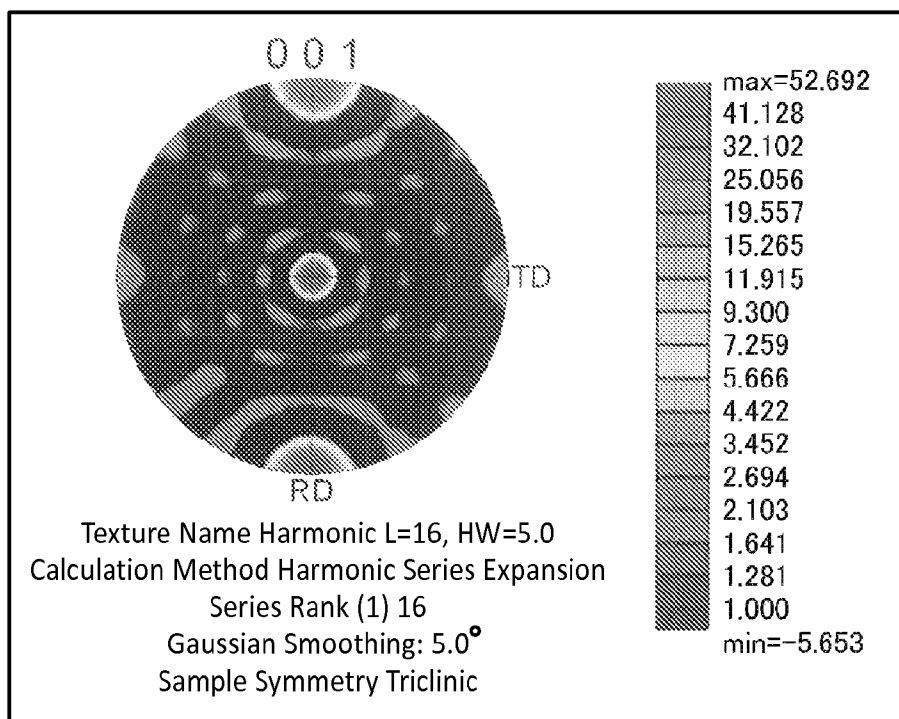 0 0 1
TD
RD
max=52.692
41.128
32.102
25.056
19.557
15.265
11.915
9.300
7.259
5.666
4.422
3.452
2.694
2.103
1.641
1.281
1.000
min=-5.653
Texture Name Harmonic L=16, HW=5.0
Calculation Method Harmonic Series Expansion
Series Rank (1) 16
Gaussian Smoothing: 5.0°
Sample Symmetry Triclinic